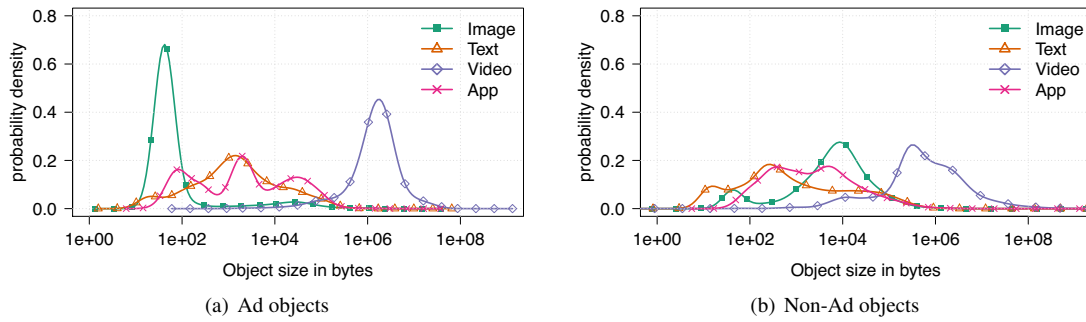 0.8
0.6
0.4
0.2
0.0
probability density
Image
Text
Video
App
1e+00 1e+02 1e+04 1e+06 1e+08
Object size in bytes
(a) Ad objects
0.8
0.6
0.4
0.2
0.0
probability density
Image
Text
Video
App
1e+00 1e+02 1e+04 1e+06 1e+08
Object size in bytes
(b) Non-Ad objects